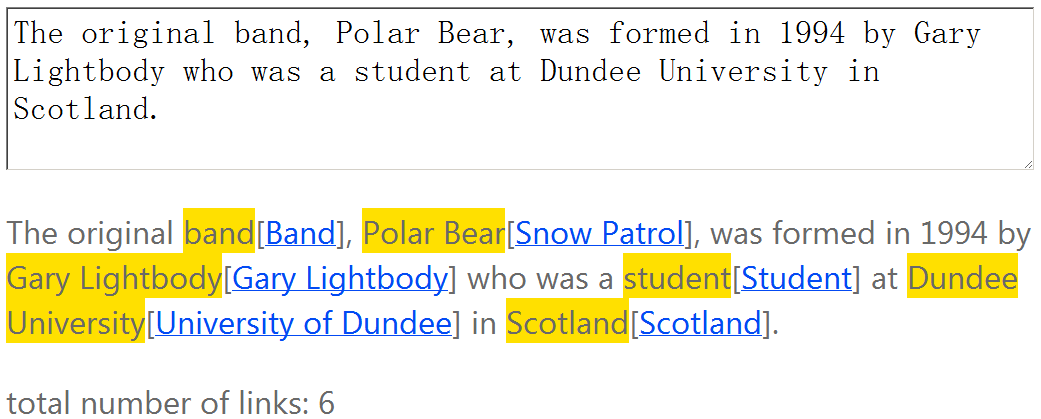 The original band, Polar Bear, was formed in 1994 by Gary
Lightbody who was a student at Dundee University in
Scotland.
The original band[Band], Polar Bear[Snow Patrol], was formed in 1994 by
Gary Lightbody[Gary Lightbody] who was a student[Student] at Dundee
University[University of Dundee] in Scotland[Scotland].
total number of links: 6